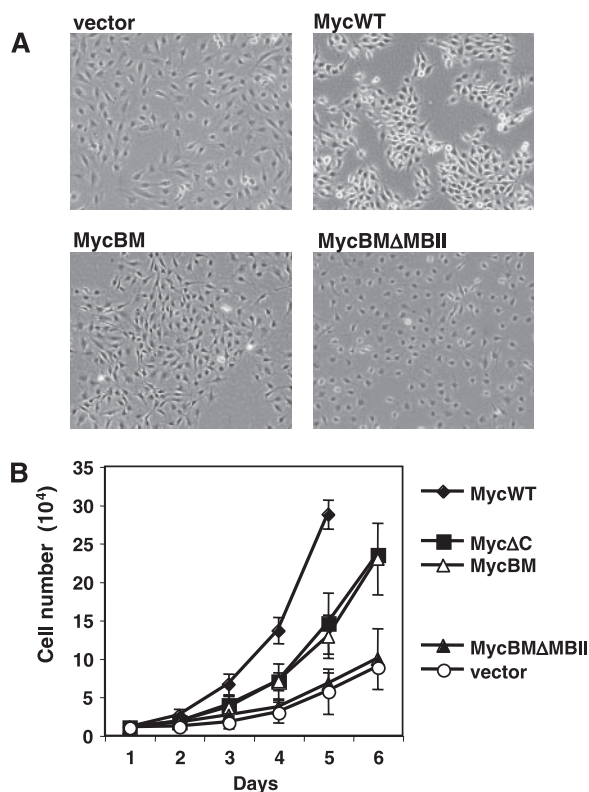 A
vector
MycWT
MycBM
MycBMΔMBII
B
Cell number (10⁴)
35
30
25
20
15
10
5
0
1 2 3 4 5 6
Days
MycWT
MycΔC
MycBM
MycBMΔMBII
vector